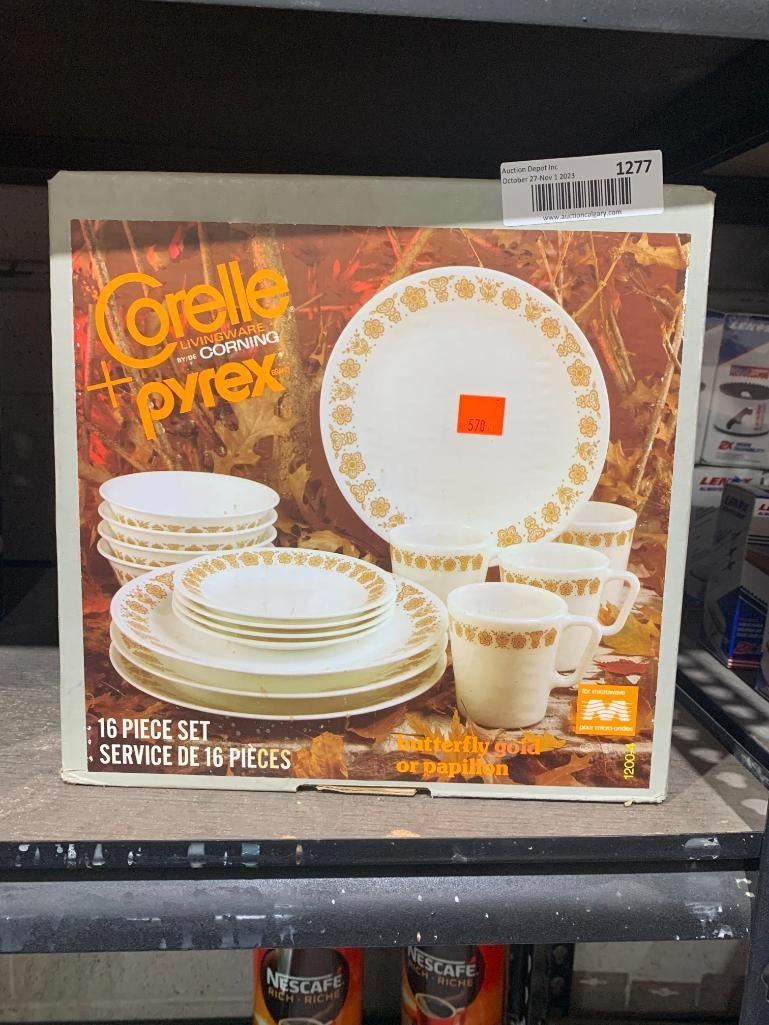 Auction Depot Inc
1277
October 27-Nov 1 2023
www.auctioncalgary.com
Corelle
LIVINGWARE
BY/DE CORNING
+ pyrex
570
for microwave
pour micro-ondes
16 PIECE SET
SERVICE DE 16 PIÈCES
butterfly gold
or papillon
1200-4
NESCAFÉ
RICH - RICHE
NESCAFÉ
RICH - RICHE